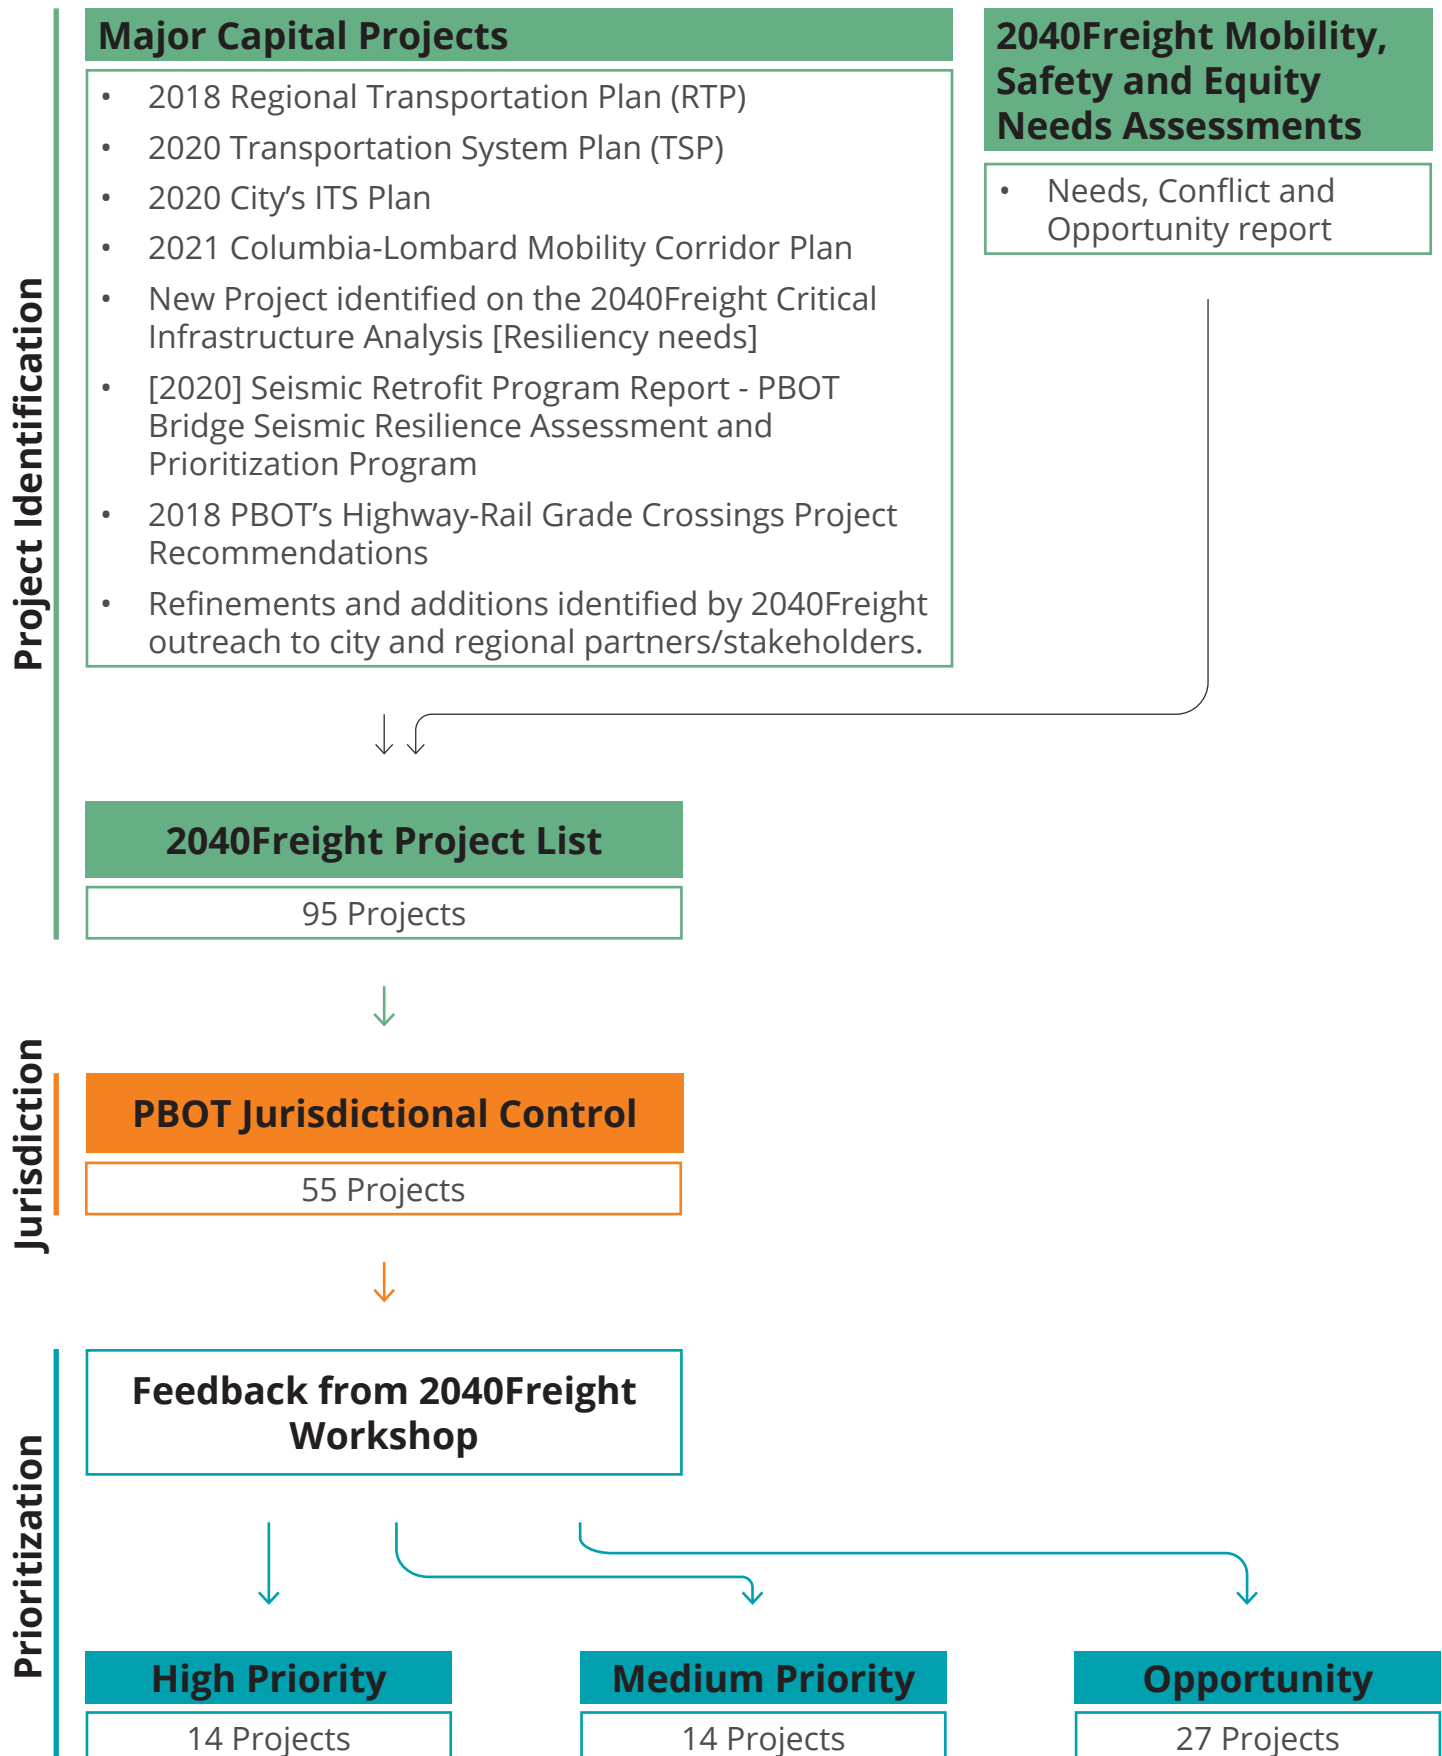 Project Identification
Major Capital Projects
• 2018 Regional Transportation Plan (RTP)
• 2020 Transportation System Plan (TSP)
• 2020 City’s ITS Plan
• 2021 Columbia-Lombard Mobility Corridor Plan
• New Project identified on the 2040Freight Critical
Infrastructure Analysis [Resiliency needs]
• [2020] Seismic Retrofit Program Report - PBOT
Bridge Seismic Resilience Assessment and
Prioritization Program
• 2018 PBOT’s Highway-Rail Grade Crossings Project
Recommendations
• Refinements and additions identified by 2040Freight
outreach to city and regional partners/stakeholders.
2040Freight Mobility,
Safety and Equity
Needs Assessments
• Needs, Conflict and
Opportunity report
2040Freight Project List
95 Projects
Jurisdiction
PBOT Jurisdictional Control
55 Projects
Prioritization
Feedback from 2040Freight
Workshop
High Priority
14 Projects
Medium Priority
14 Projects
Opportunity
27 Projects